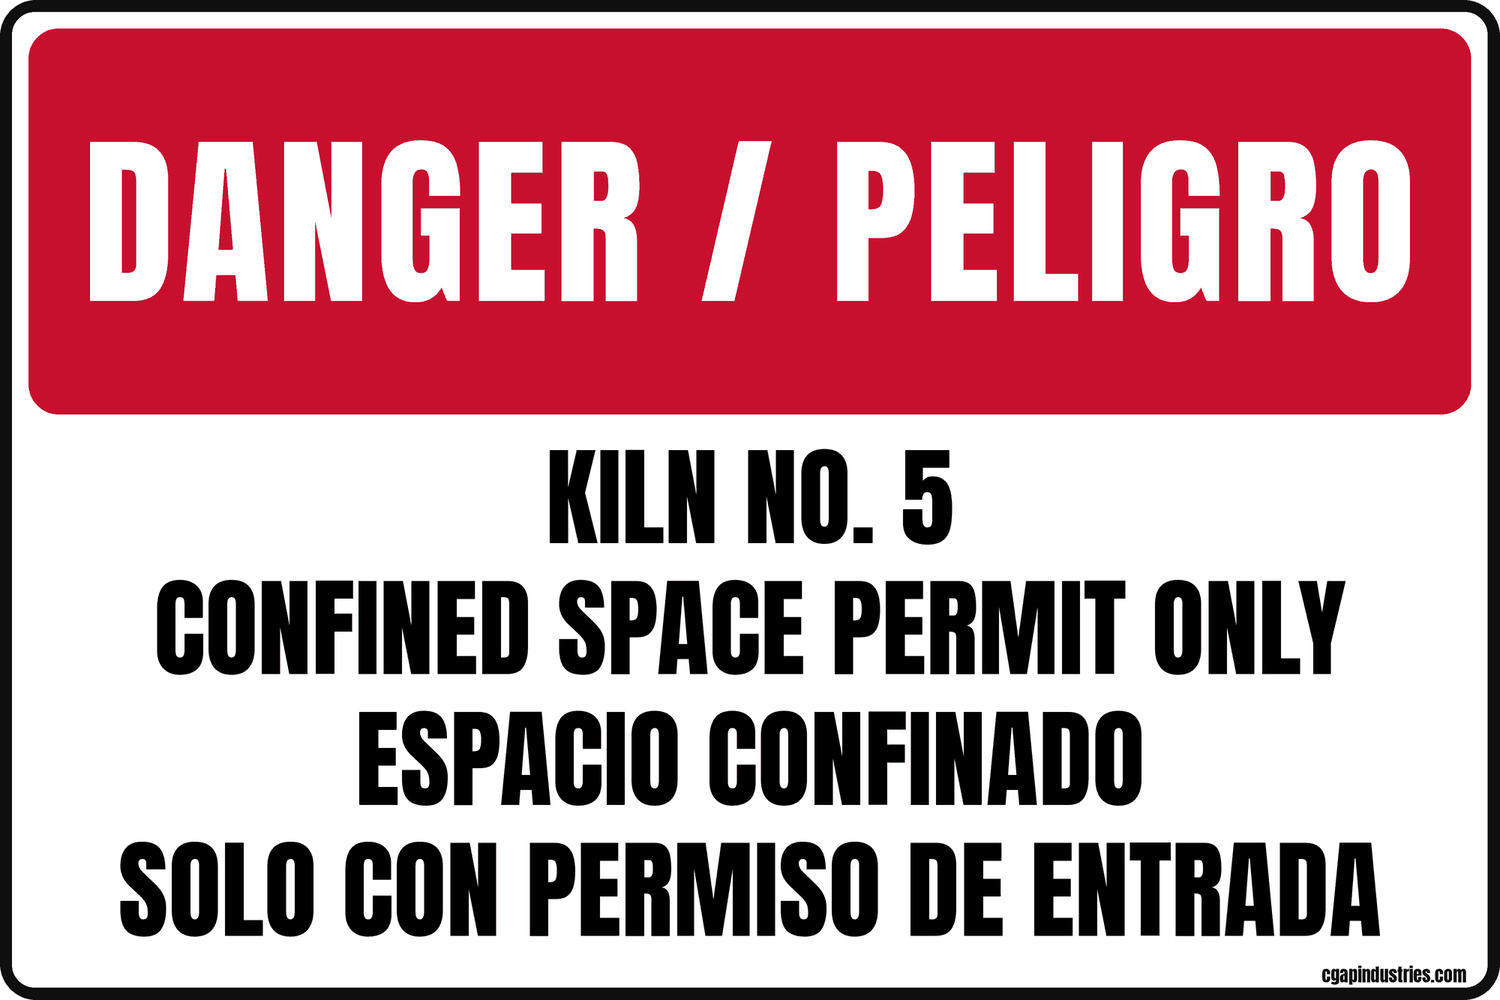 DANGER / PELIGRO
KILN NO. 5
CONFINED SPACE PERMIT ONLY
ESPACIO CONFINADO
SOLO CON PERMISO DE ENTRADA
cgapindustries.com